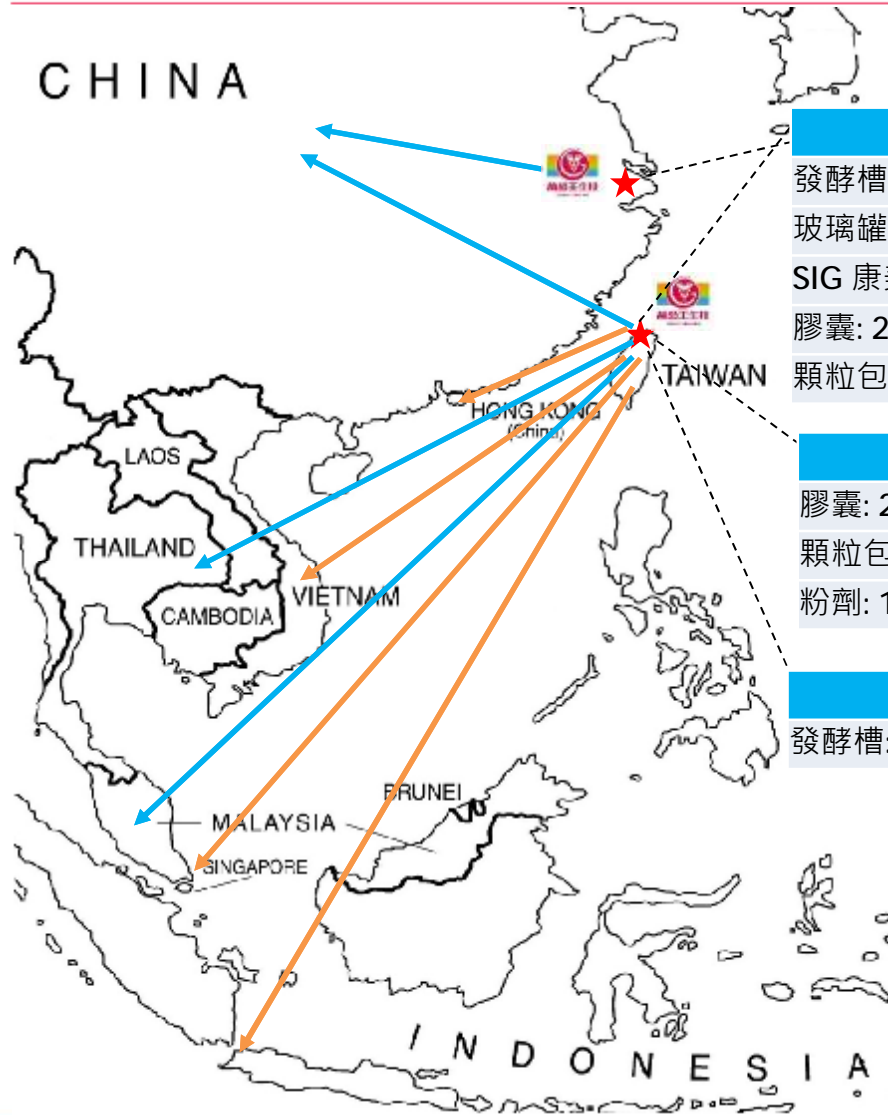 CHINA
發酵槽
玻璃罐
SIG 康美
膠囊: 2
顆粒包
TAIWAN
HONG KONG
(China)
LAOS
膠囊: 2
THAILAND
顆粒包
VIETNAM
粉劑: 1
CAMBODIA
發酵槽:
BRUNEI
MALAYSIA
SINGAPORE
INDONESIA